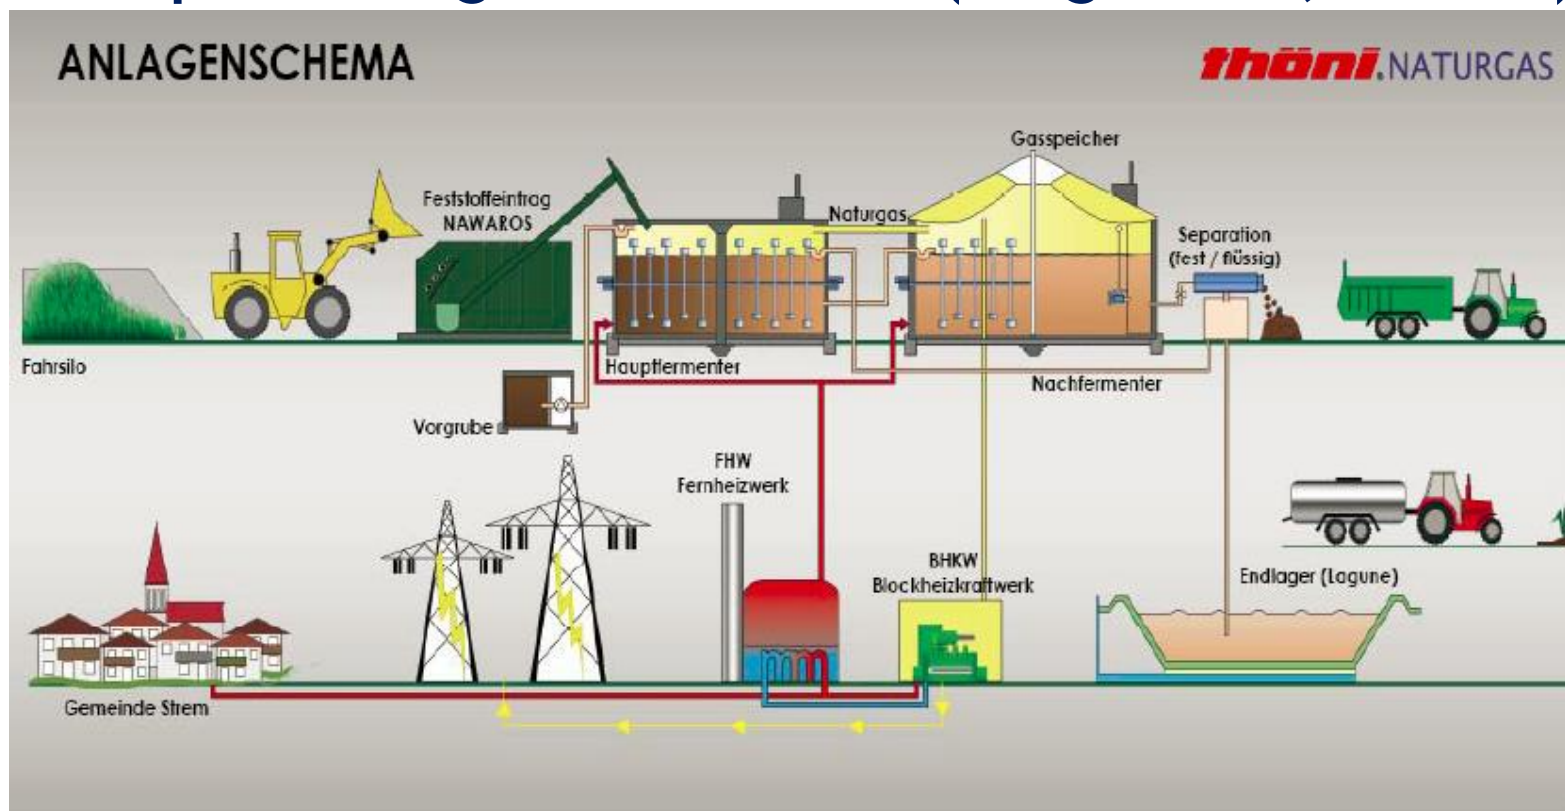 ANLAGENSCHEMA
thöni.NATURGAS
Gasspeicher
Feststoffeintrag
NAWAROS
Naturgas
Separation
(fest / flüssig)
Fahrsilo
Hauptfermenter
Nachfermenter
Vorgrube
FHW
Fernheizwerk
BHKW
Blockheizkraftwerk
Endlager (Lagune)
Gemeinde Strem